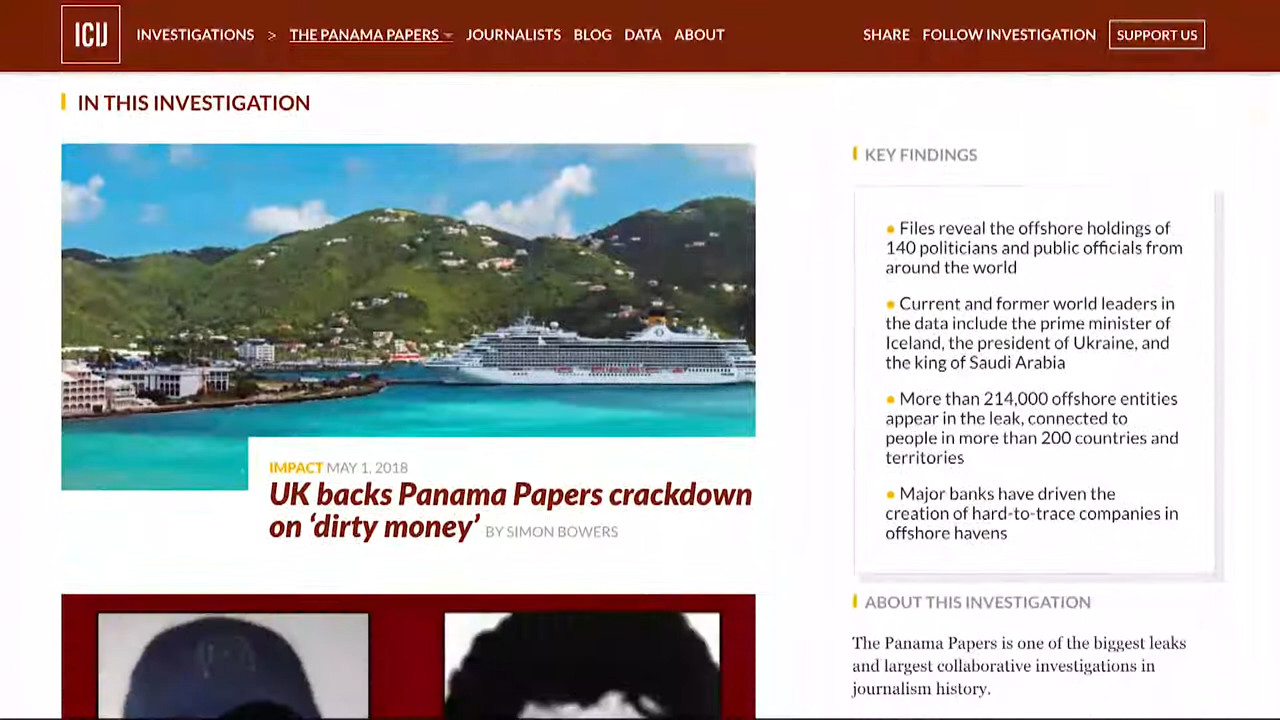 ICIJ
INVESTIGATIONS > THE PANAMA PAPERS JOURNALISTS BLOG DATA ABOUT
SHARE FOLLOW INVESTIGATION SUPPORT US
IN THIS INVESTIGATION
IMPACT MAY 1, 2018
UK backs Panama Papers crackdown
on ‘dirty money’ BY SIMON BOWERS
KEY FINDINGS
• Files reveal the offshore holdings of
140 politicians and public officials from
around the world
• Current and former world leaders in
the data include the prime minister of
Iceland, the president of Ukraine, and
the king of Saudi Arabia
• More than 214,000 offshore entities
appear in the leak, connected to
people in more than 200 countries and
territories
• Major banks have driven the
creation of hard-to-trace companies in
offshore havens
ABOUT THIS INVESTIGATION
The Panama Papers is one of the biggest leaks
and largest collaborative investigations in
journalism history.